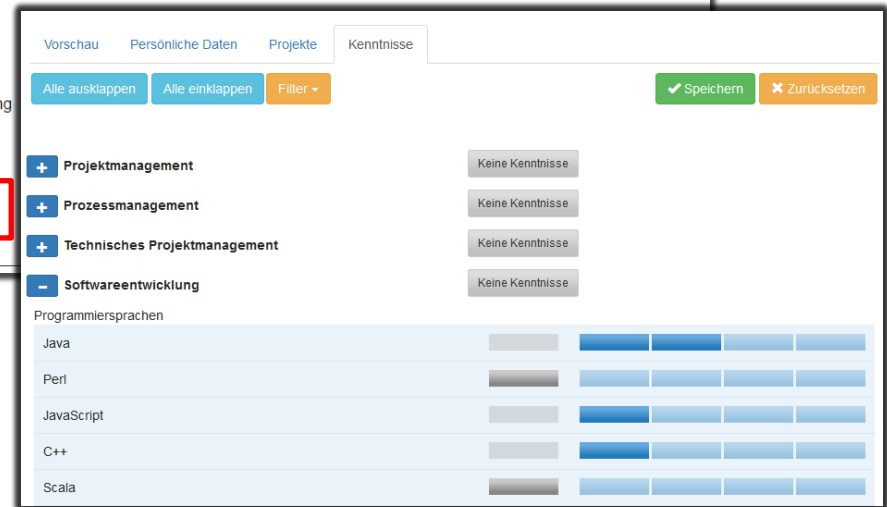 Vorschau Persönliche Daten Projekte Kenntnisse
Alle ausklappen Alle einklappen Filter Speichern Zurücksetzen
ng
Projektmanagement Keine Kenntnisse
Prozessmanagement Keine Kenntnisse
Technisches Projektmanagement Keine Kenntnisse
Softwareentwicklung Keine Kenntnisse
Programmiersprachen
Java
Perl
JavaScript
C++
Scala